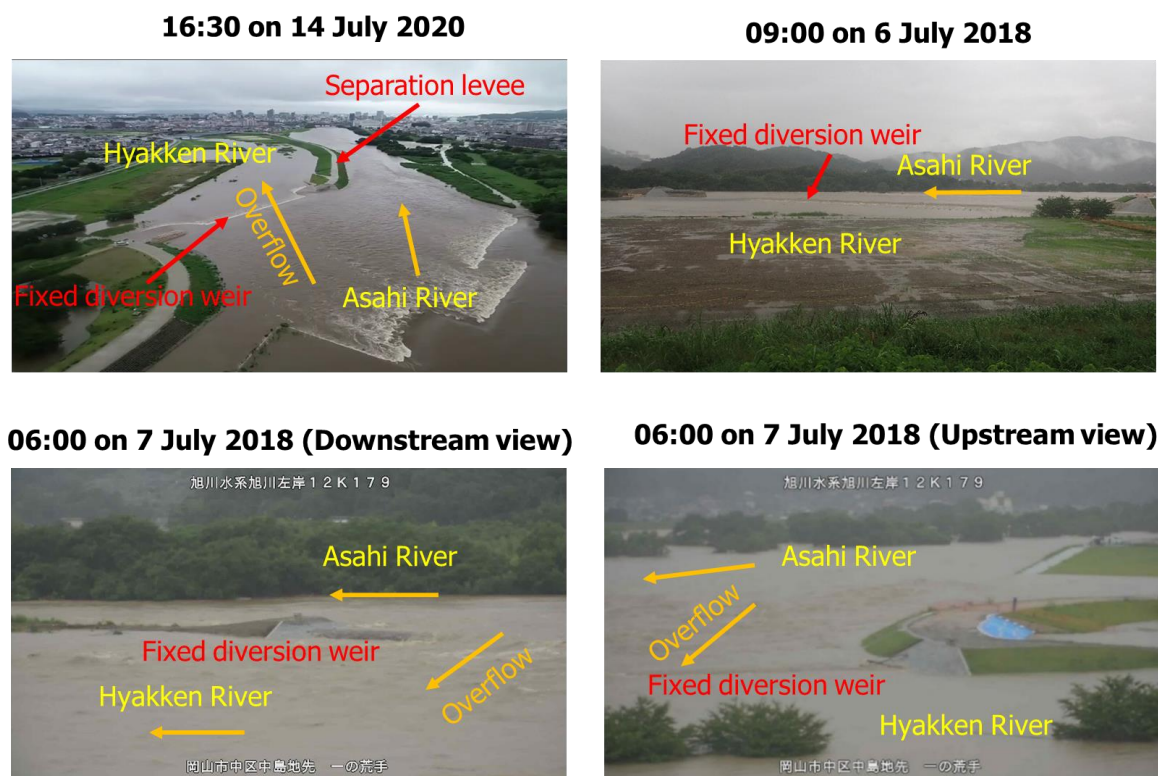 16:30 on 14 July 2020
09:00 on 6 July 2018
Separation levee
Hyakken River
Overflow
Fixed diversion weir
Asahi River
Fixed diversion weir
Asahi River
Hyakken River
06:00 on 7 July 2018 (Downstream view)
06:00 on 7 July 2018 (Upstream view)
旭川水系旭川左岸１２Ｋ１７９
Asahi River
Fixed diversion weir
Overflow
Hyakken River
岡山市中区中島地先　一の荒手
旭川水系旭川左岸１２Ｋ１７９
Asahi River
Overflow
Fixed diversion weir
Hyakken River
岡山市中区中島地先　一の荒手